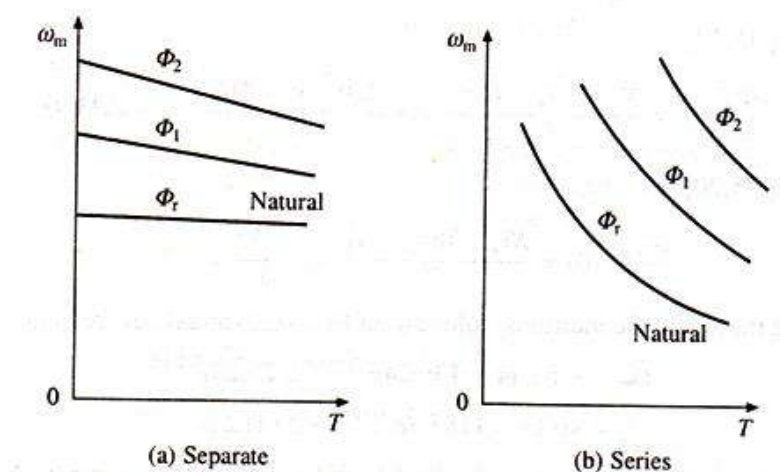 ωm
Φ2
Φ1
Φr
Natural
0
T
(a) Separate
ωm
Φ2
Φ1
Φr
Natural
0
T
(b) Series